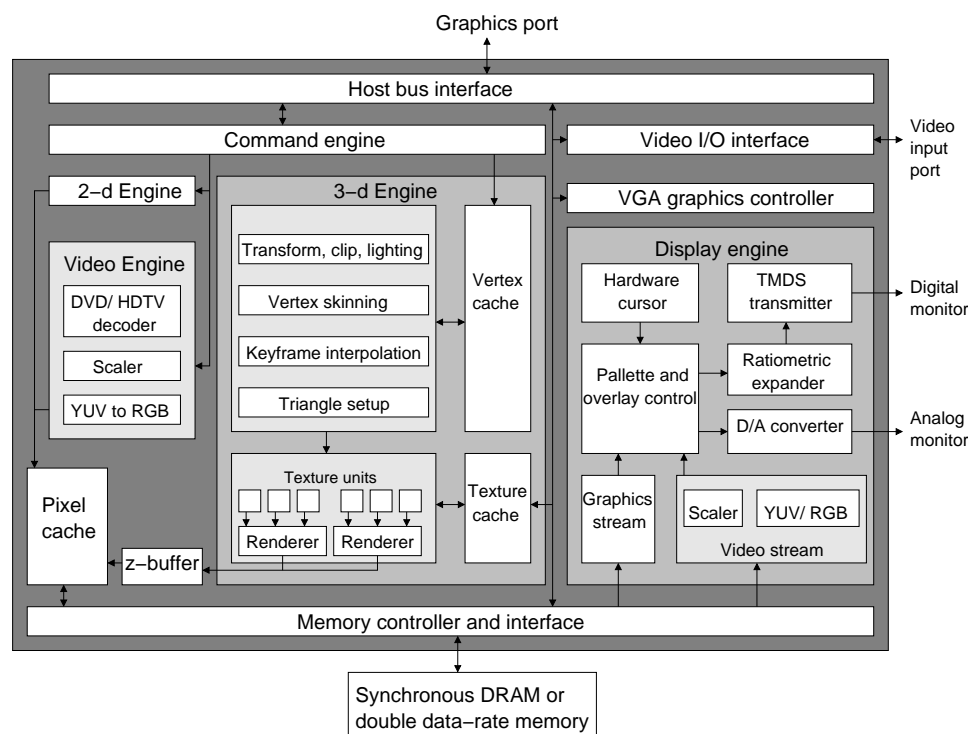 Graphics port
Host bus interface
Command engine
Video I/O interface
Video
input
port
2−d Engine
3−d Engine
VGA graphics controller
Video Engine
DVD/ HDTV
decoder
Scaler
YUV to RGB
Transform, clip, lighting
Vertex skinning
Keyframe interpolation
Triangle setup
Vertex
cache
Display engine
Hardware
cursor
TMDS
transmitter
Digital
monitor
Pallette and
overlay control
Ratiometric
expander
D/A converter
Analog
monitor
Pixel
cache
Texture units
Renderer
Renderer
Texture
cache
Graphics
stream
Scaler
YUV/ RGB
Video stream
z−buffer
Memory controller and interface
Synchronous DRAM or
double data−rate memory